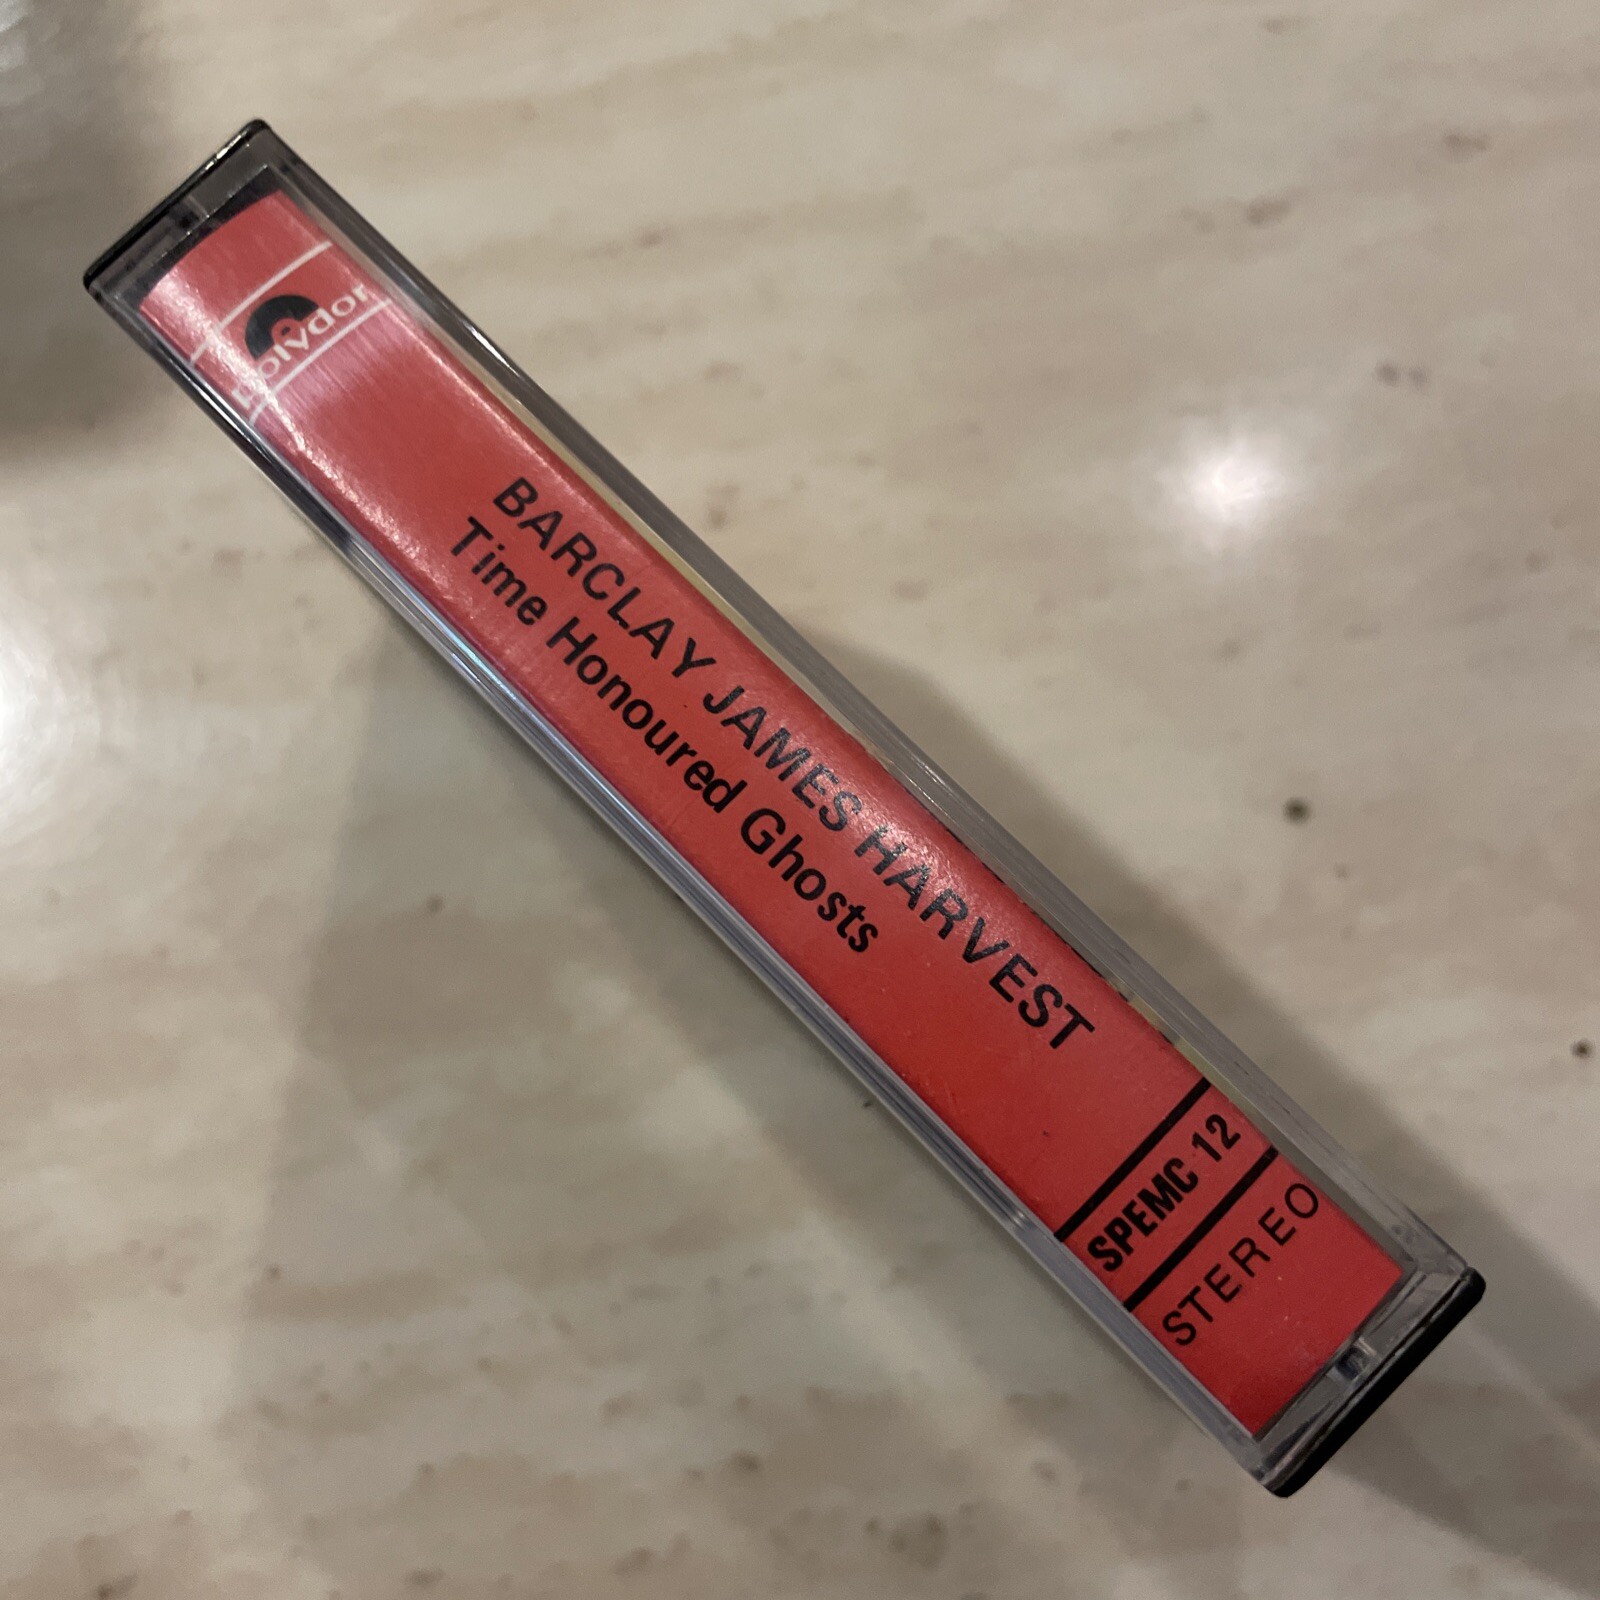 polydor
BARCLAY JAMES HARVEST
Time Honoured Ghosts
SPEMC 12
STEREO